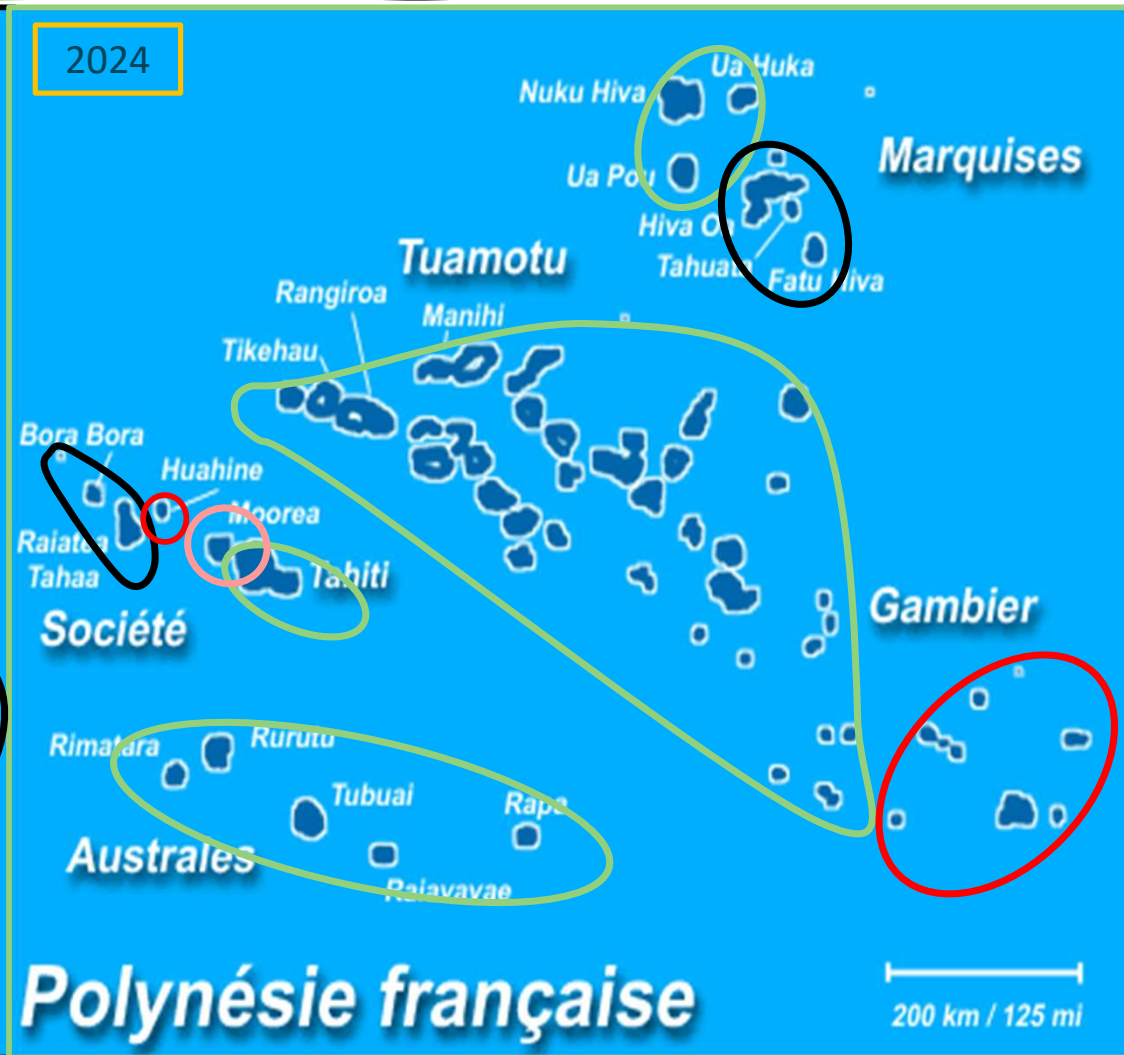 2024
Ua Huka
Nuku Hiva
Marquises
Ua Pou
Hiva Oa
Tahuata
Fatu Hiva
Tuamotu
Rangiroa
Manihi
Tikehau
Bora Bora
Huahine
Moorea
Raiatea
Tahaa
Tahiti
Société
Gambier
Rimatara
Rurutu
Tubuai
Rapa
Australes
Raiavavae
Polynésie française
200 km / 125 mi